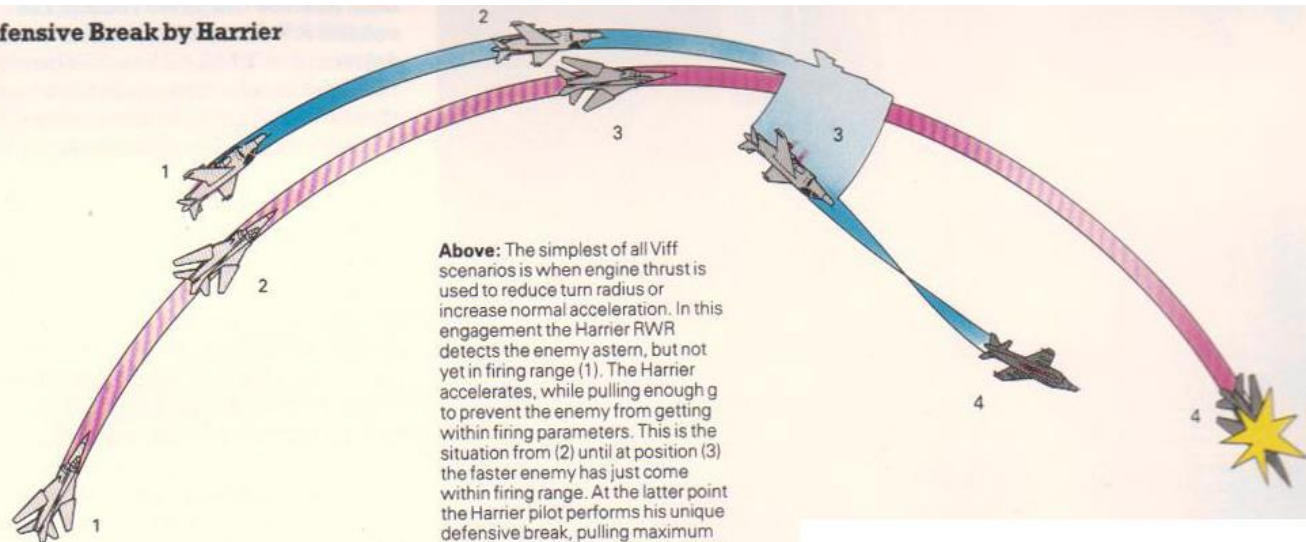 fensive Break by Harrier
2
1
3
3
2
Above: The simplest of all Viff
scenarios is when engine thrust is
used to reduce turn radius or
increase normal acceleration. In this
engagement the Harrier RWR
detects the enemy astern, but not
yet in firing range (1). The Harrier
accelerates, while pulling enough g
to prevent the enemy from getting
within firing parameters. This is the
situation from (2) until at position (3)
the faster enemy has just come
within firing range. At the latter point
the Harrier pilot performs his unique
defensive break, pulling maximum
4
4
1